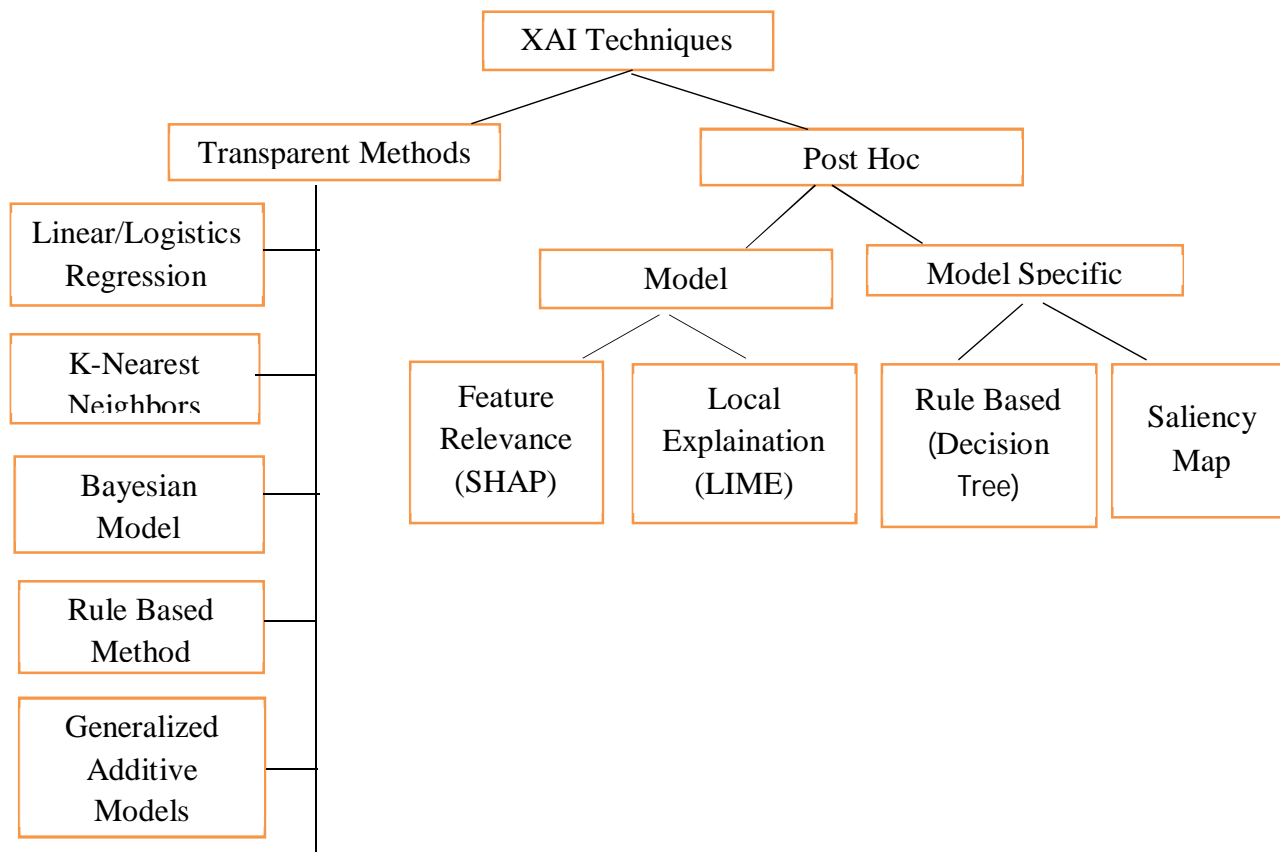 XAI Techniques
Transparent Methods
Post Hoc
Linear/Logistics
Regression
K-Nearest
Neighbors
Bayesian
Model
Rule Based
Method
Generalized
Additive
Models
Model
Model Specific
Feature
Relevance
(SHAP)
Local
Explaination
(LIME)
Rule Based
(Decision
Tree)
Saliency
Map